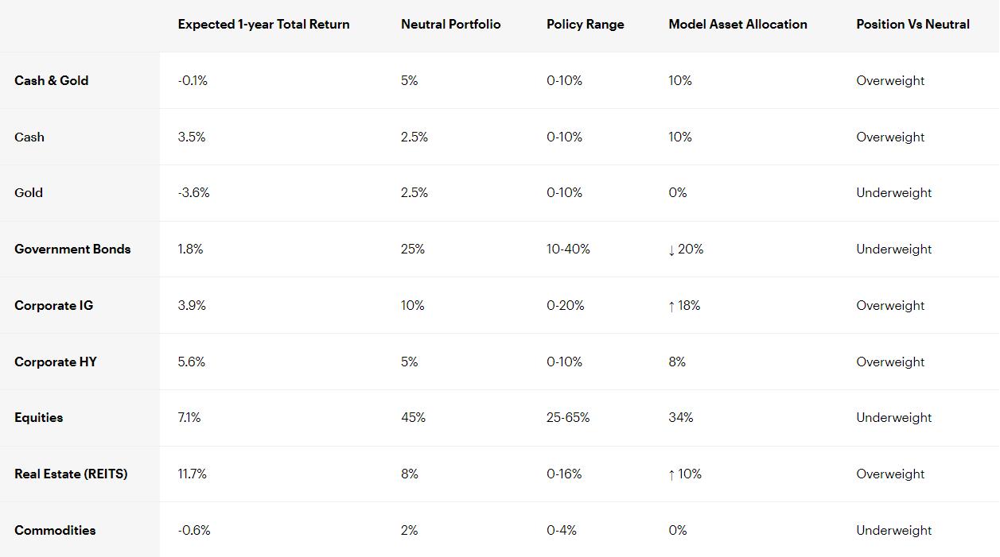 Expected 1-year Total Return Neutral Portfolio Policy Range Model Asset Allocation Position Vs Neutral
Cash & Gold -0.1% 5% 0-10% 10% Overweight
Cash 3.5% 2.5% 0-10% 10% Overweight
Gold -3.6% 2.5% 0-10% 0% Underweight
Government Bonds 1.8% 25% 10-40% ↓ 20% Underweight
Corporate IG 3.9% 10% 0-20% ↑ 18% Overweight
Corporate HY 5.6% 5% 0-10% 8% Overweight
Equities 7.1% 45% 25-65% 34% Underweight
Real Estate (REITS) 11.7% 8% 0-16% ↑ 10% Overweight
Commodities -0.6% 2% 0-4% 0% Underweight